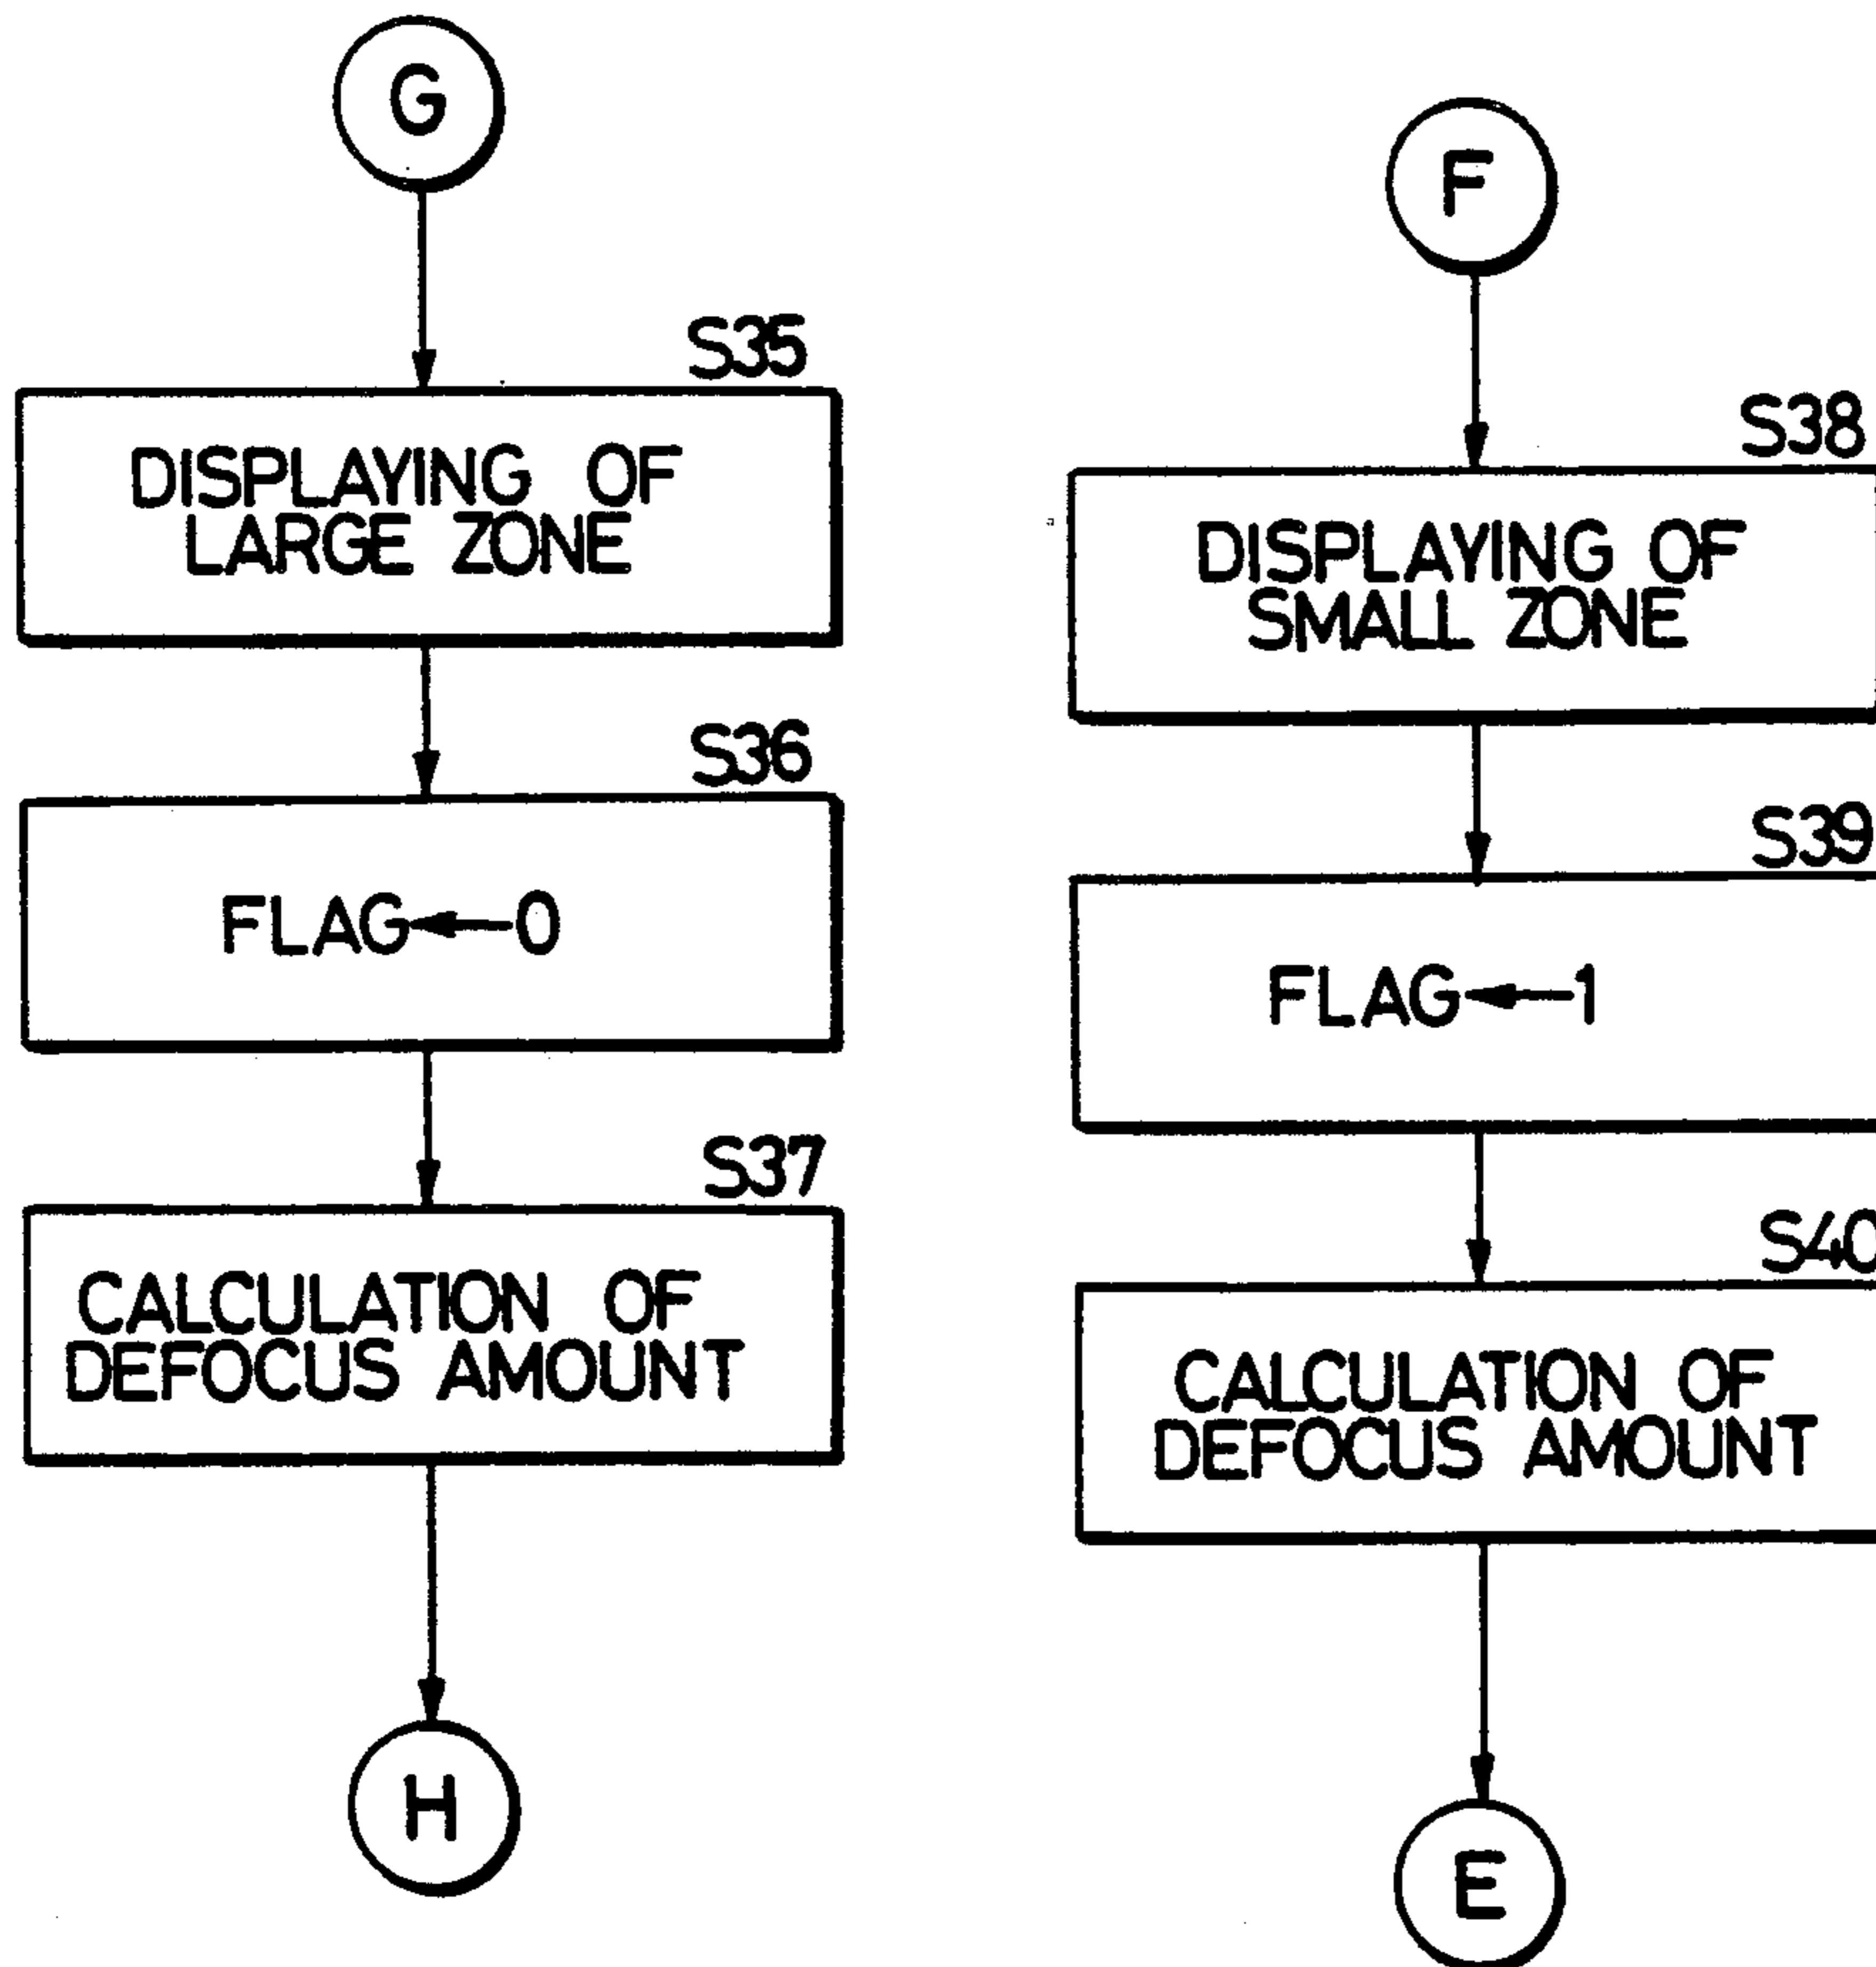 G
S35
DISPLAYING OF
LARGE ZONE
S36
FLAG←0
S37
CALCULATION OF
DEFOCUS AMOUNT
H
F
S38
DISPLAYING OF
SMALL ZONE
S39
FLAG←1
S40
CALCULATION OF
DEFOCUS AMOUNT
E